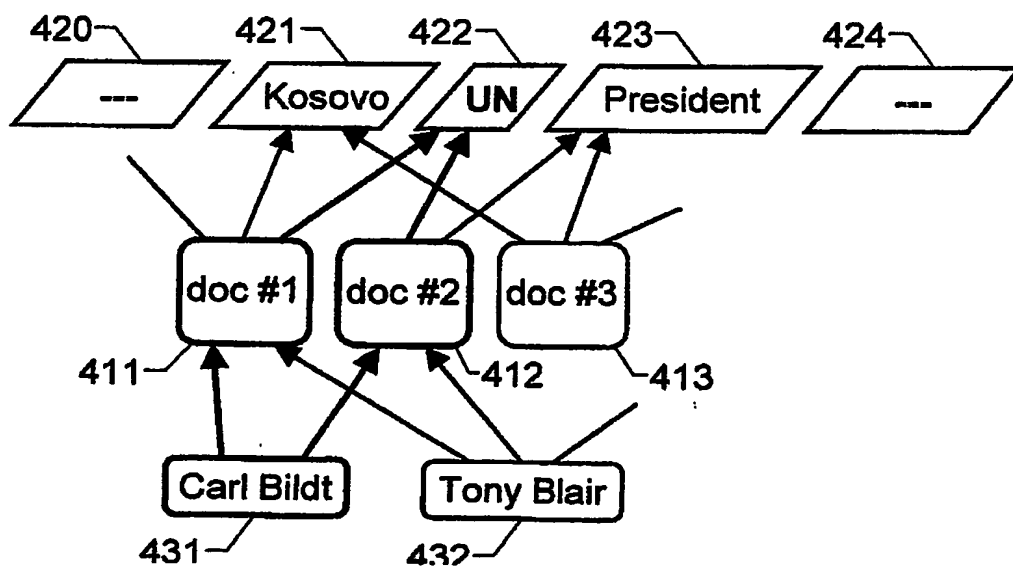 420 421 422 423 424
--- Kosovo UN President ---
doc #1 doc #2 doc #3
411 412 413
Carl Bildt Tony Blair
431 432